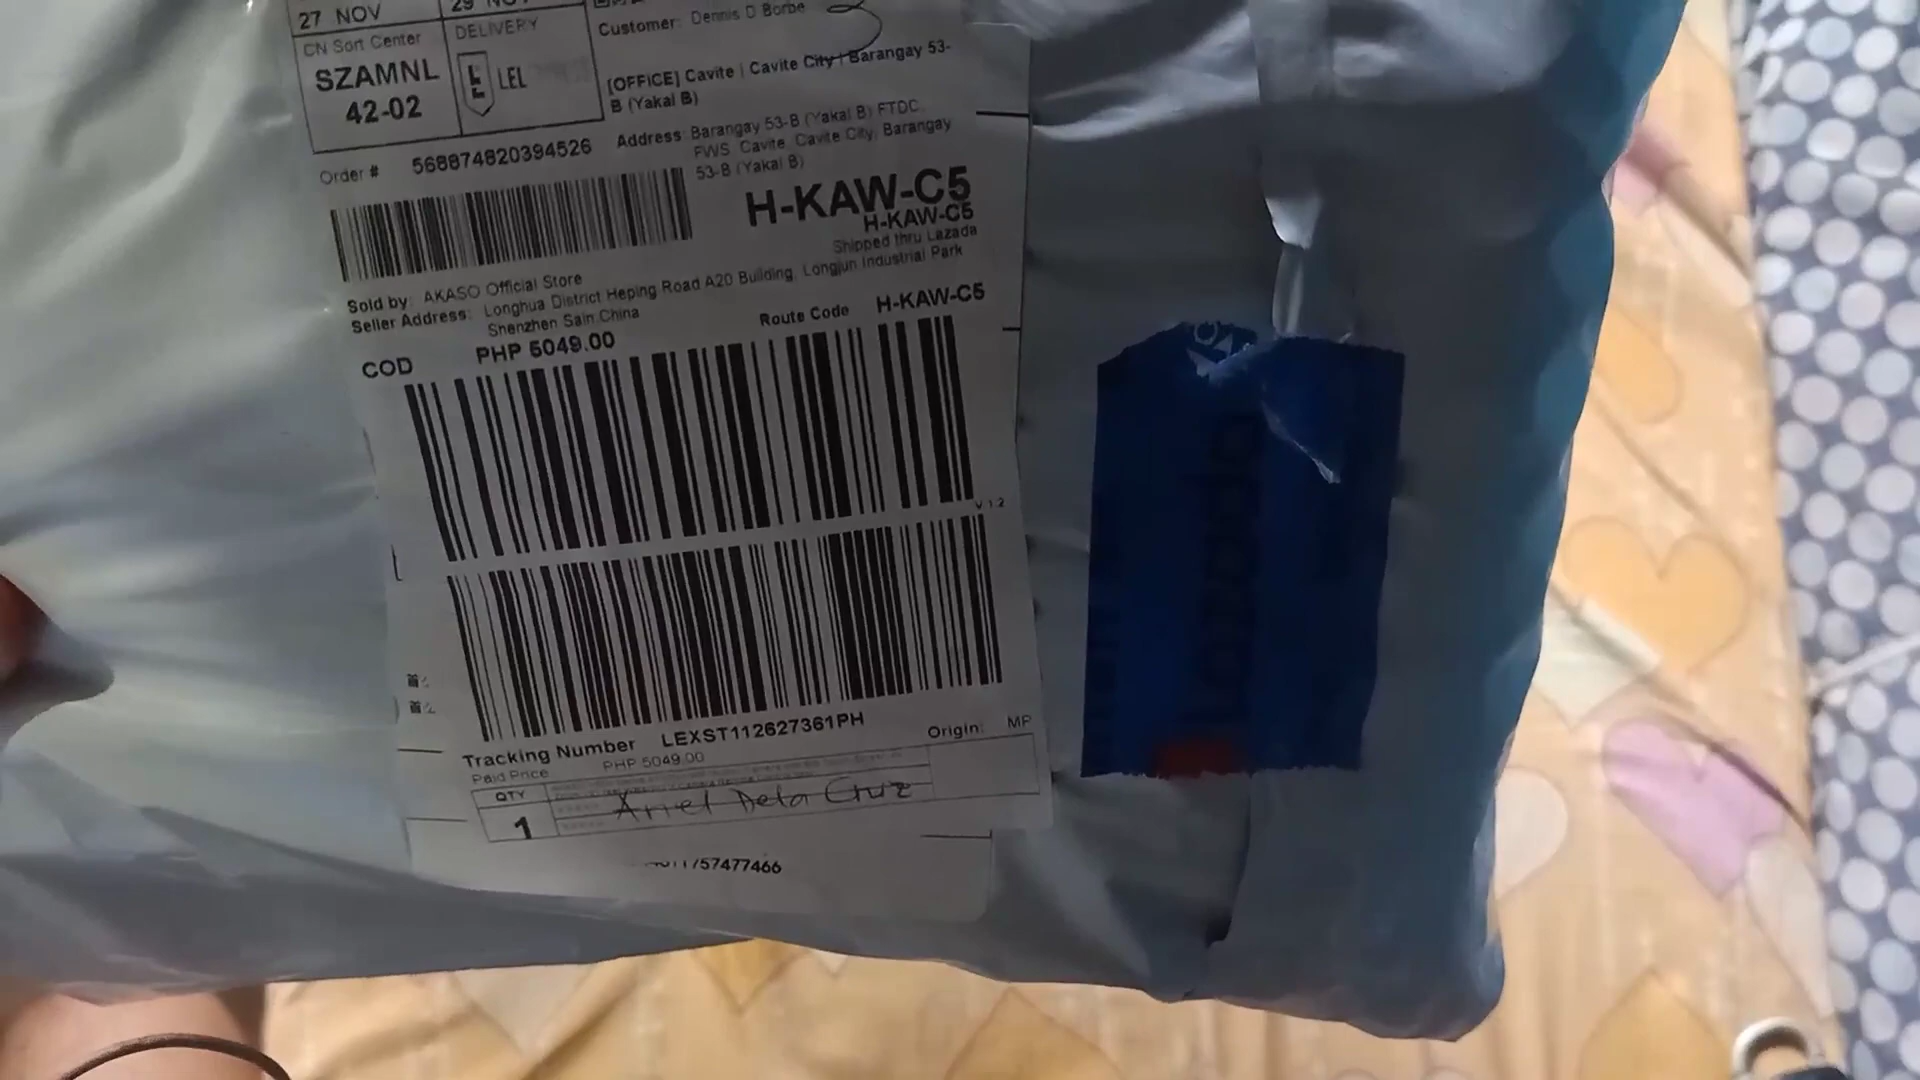 27 NOV
CN Sort Center
SZAMNL
42-02
DELIVERY
LEL
Customer: Dennis D Borbe
[OFFICE] Cavite | Cavite City | Barangay 53-
B (Yakal B)
Address: Barangay 53-B (Yakal B) FTDC
FWS, Cavite, Cavite City, Barangay
53-B (Yakal B)
Order # 568874820394526
H-KAW-C5
H-KAW-C5
Shipped thru Lazada
Sold by: AKASO Official Store
Seller Address: Longhua District Heping Road A20 Building, Longjun Industrial Park
Shenzhen Sain,China
Route Code H-KAW-C5
COD PHP 5049.00
V 1.2
Tracking Number LEXST112627361PH
Origin: MP
Paid Price PHP 5049.00
QTY
1
Ariel Dela Cruz
57477466